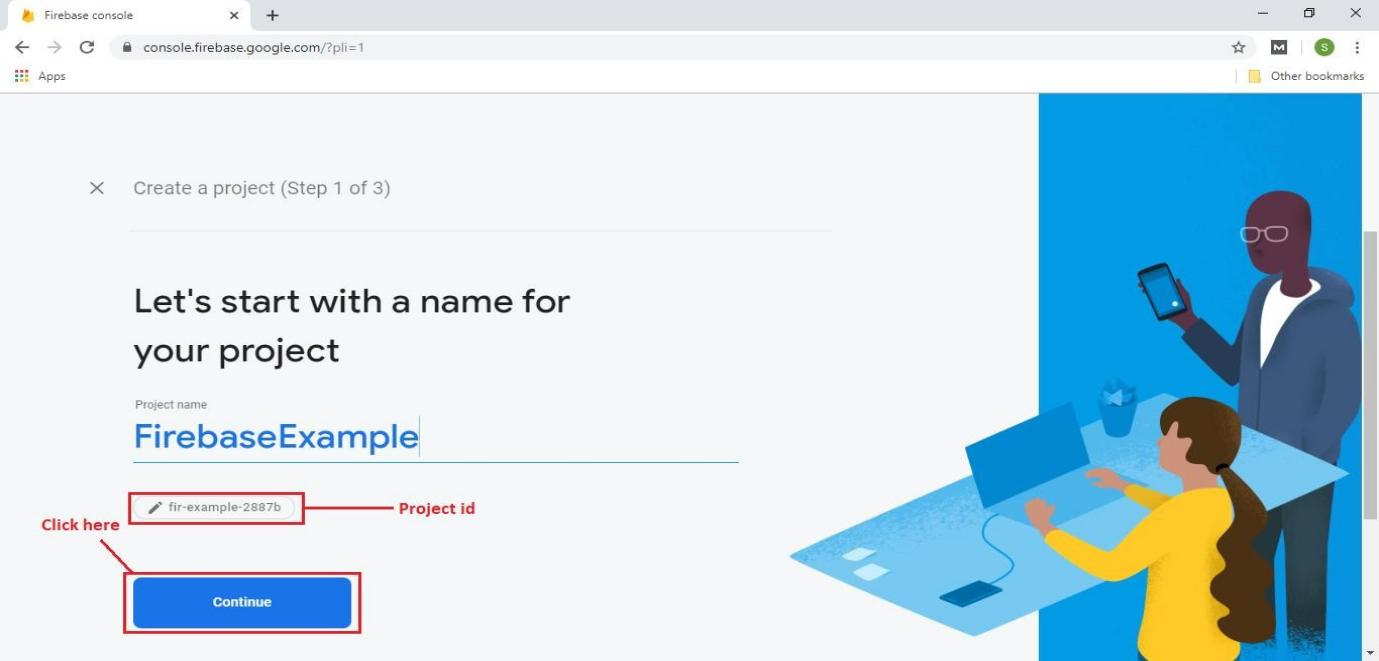 Firebase console
console.firebase.google.com/?pli=1
M
S
Apps
Other bookmarks
Create a project (Step 1 of 3)
Let's start with a name for
your project
Project name
FirebaseExample
fir-example-2887b
Project id
Click here
Continue